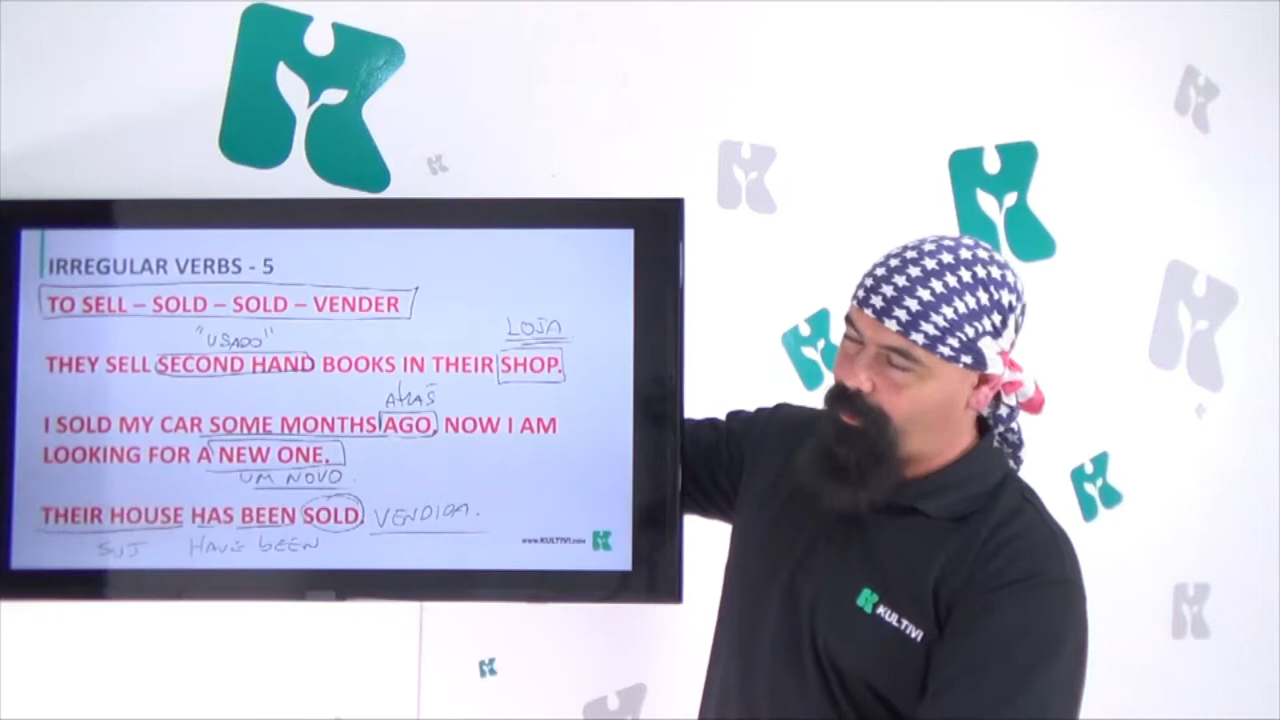 IRREGULAR VERBS - 5
TO SELL – SOLD – SOLD – VENDER
"USADO"
LOJA
THEY SELL SECOND HAND BOOKS IN THEIR SHOP.
ATRÁS
I SOLD MY CAR SOME MONTHS AGO, NOW I AM
LOOKING FOR A NEW ONE.
UM NOVO
THEIR HOUSE HAS BEEN SOLD. VENDIDA.
SUJ HAVE BEEN
www.KULTIVI.com
KULTIVI